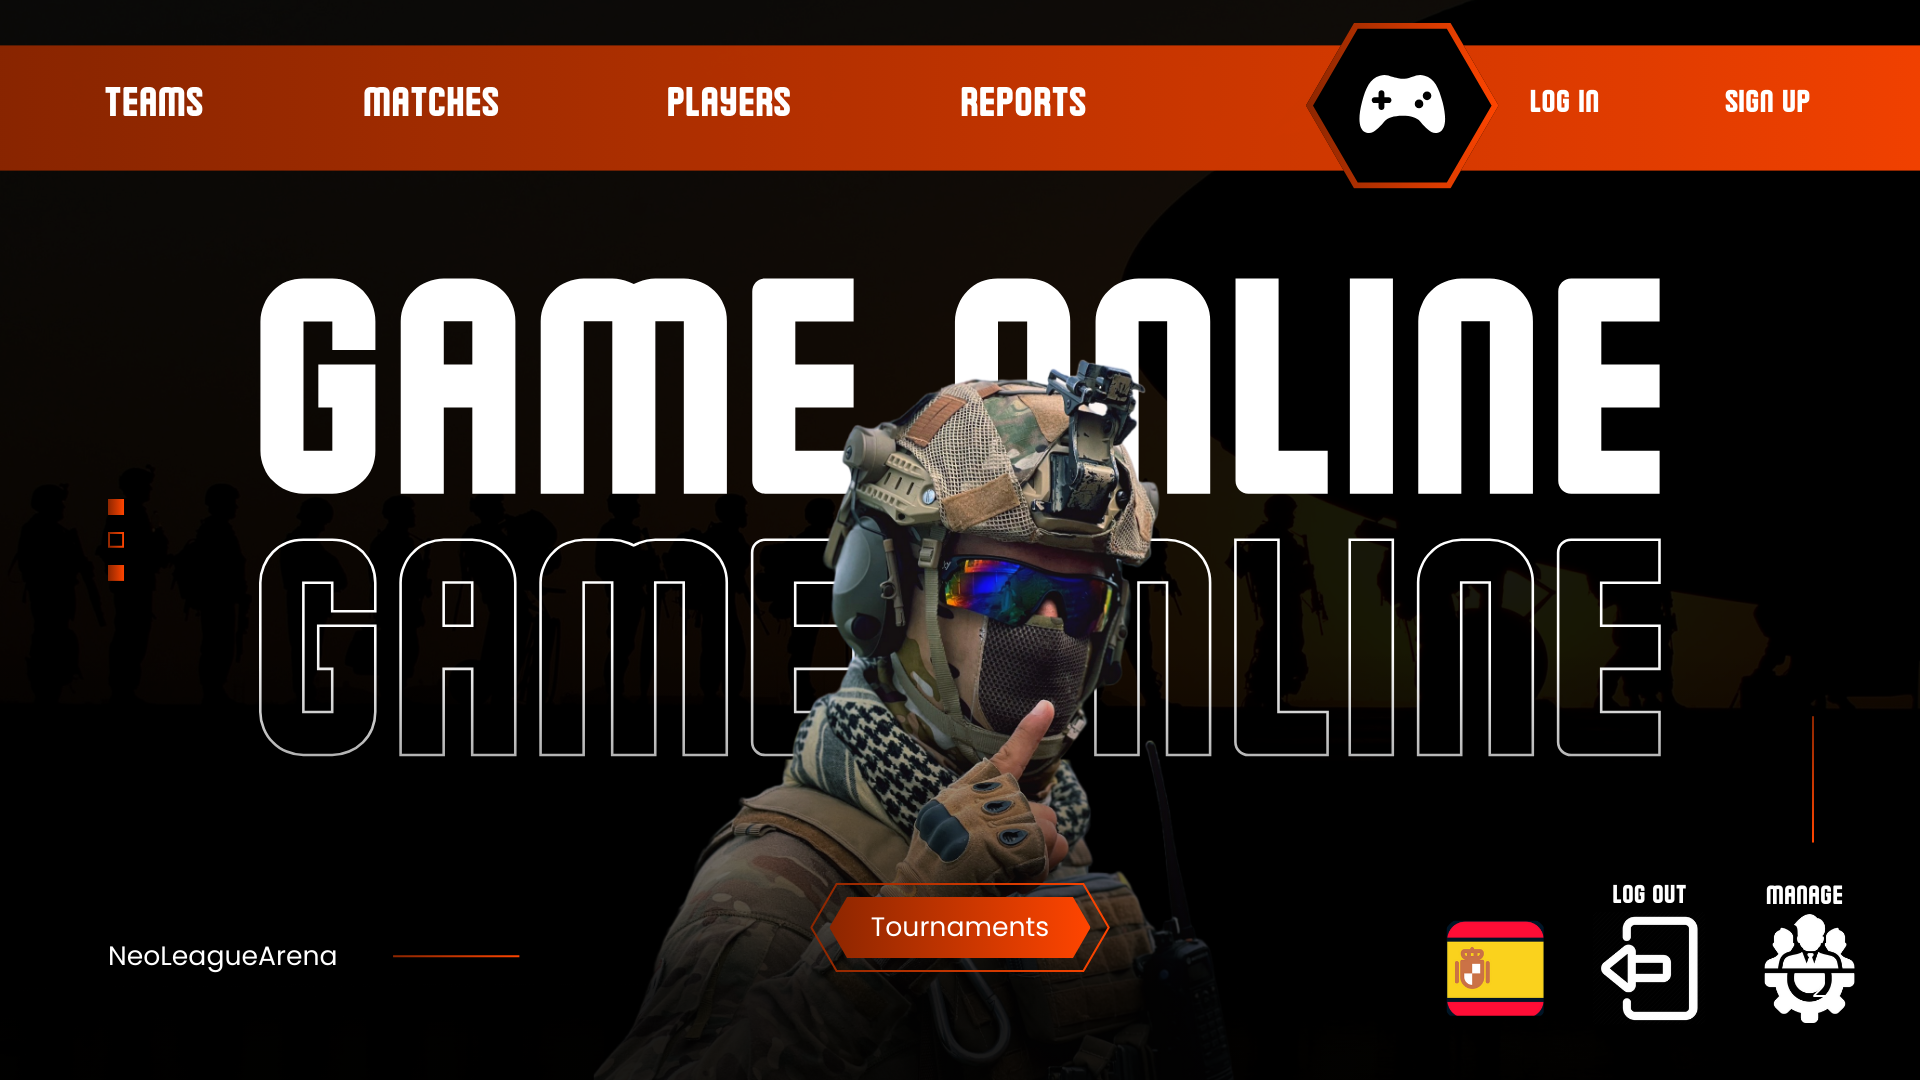 TEAMS
MATCHES
PLAYERS
REPORTS
LOG IN
SIGN UP
GAME ONLINE
GAME ONLINE
Tournaments
NeoLeagueArena
LOG OUT
MANAGE